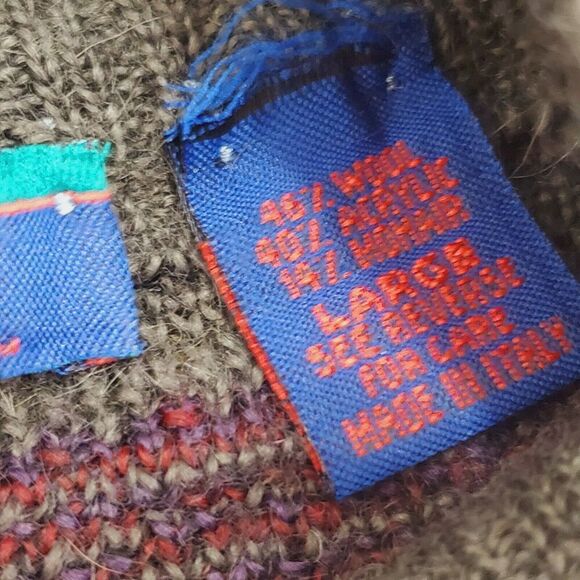 46% WOOL
40% ACRYLIC
14% MOHAIR
LARGE
SEE REVERSE
FOR CARE
MADE IN ITALY